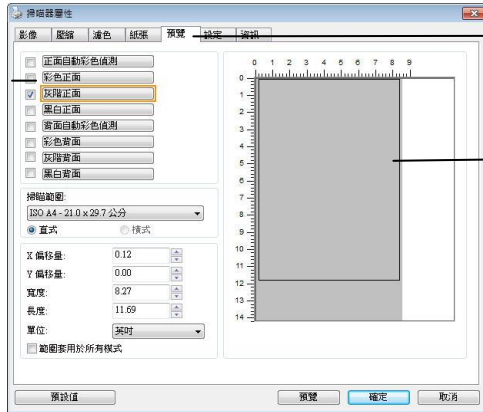 掃瞄器屬性
影像 壓縮 濾色 紙張 預覽 設定 資訊
正面自動彩色偵測
彩色正面
灰階正面
黑白正面
背面自動彩色偵測
彩色背面
灰階背面
黑白背面
0 1 2 3 4 5 6 7 8 9
0
1
2
3
4
5
6
7
8
9
10
11
12
13
14
掃瞄範圍:
ISO A4 - 21.0 x 29.7 公分
直式 橫式
X 偏移量: 0.12
Y 偏移量: 0.00
寬度: 8.27
長度: 11.69
單位: 英吋
範圍套用於所有模式
預設值 預覽 確定 取消